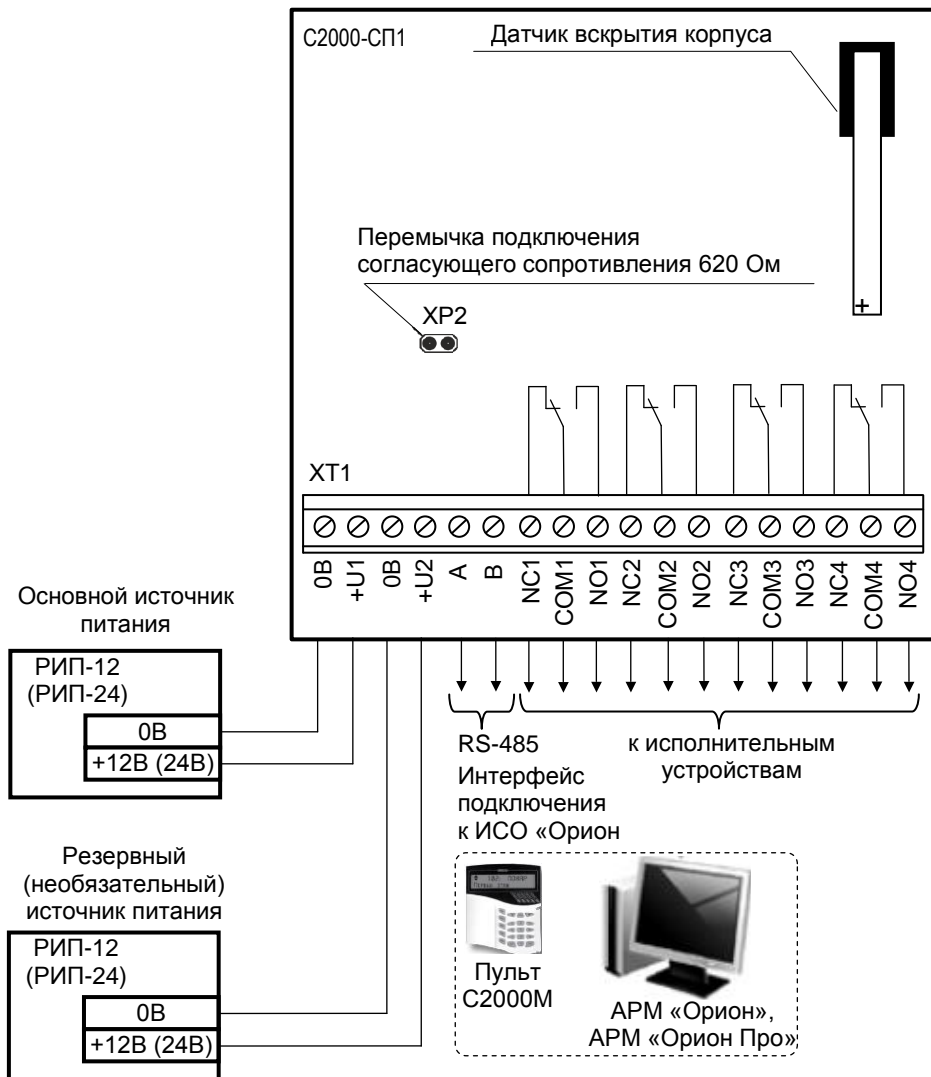 С2000-СП1
Датчик вскрытия корпуса
Перемычка подключения
согласующего сопротивления 620 Ом
XP2
+
XT1
0В
+U1
0В
+U2
A
B
NC1
COM1
NO1
NC2
COM2
NO2
NC3
COM3
NO3
NC4
COM4
NO4
Основной источник
питания
РИП-12
(РИП-24)
0В
+12В (24В)
RS-485
Интерфейс
подключения
к ИСО «Орион
к исполнительным
устройствам
Резервный
(необязательный)
источник питания
РИП-12
(РИП-24)
0В
+12В (24В)
Пульт
С2000М
АРМ «Орион»,
АРМ «Орион Про»